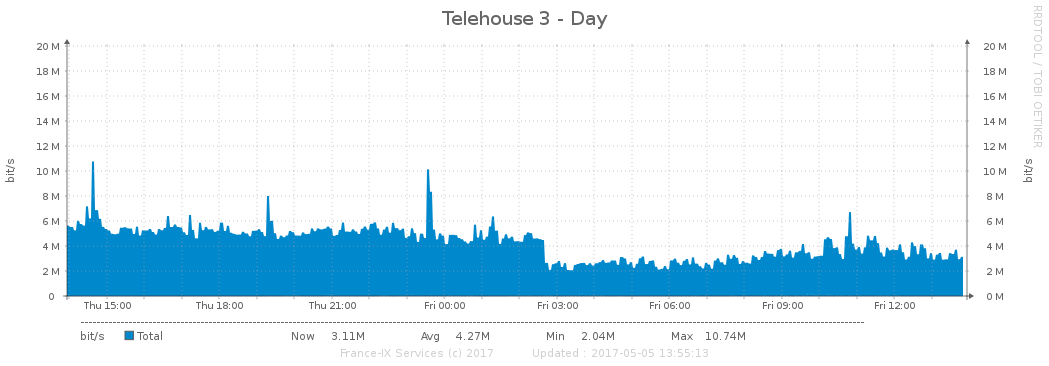 Telehouse 3 - Day
RRDTOOL / TOBI OETIKER
bit/s
20 M
18 M
16 M
14 M
12 M
10 M
8 M
6 M
4 M
2 M
0
20 M
18 M
16 M
14 M
12 M
10 M
8 M
6 M
4 M
2 M
0 M
bit/s
Thu 15:00 Thu 18:00 Thu 21:00 Fri 00:00 Fri 03:00 Fri 06:00 Fri 09:00 Fri 12:00
bit/s Total Now 3.11M Avg 4.27M Min 2.04M Max 10.74M
France-IX Services (c) 2017 Updated : 2017-05-05 13:55:13